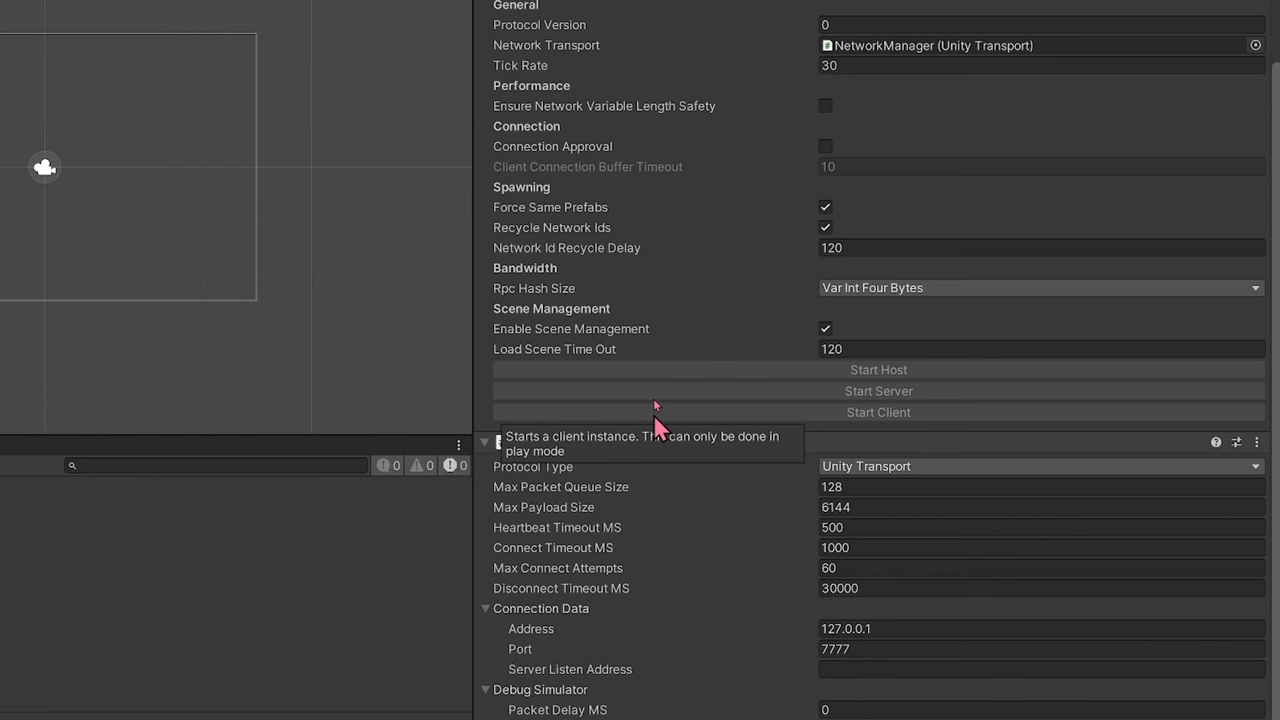 General
Protocol Version 0
Network Transport NetworkManager (Unity Transport)
Tick Rate 30
Performance
Ensure Network Variable Length Safety
Connection
Connection Approval
Client Connection Buffer Timeout 10
Spawning
Force Same Prefabs
Recycle Network Ids
Network Id Recycle Delay 120
Bandwidth
Rpc Hash Size Var Int Four Bytes
Scene Management
Enable Scene Management
Load Scene Time Out 120
Start Host
Start Server
Start Client
Starts a client instance. can only be done in
play mode
0 0 0
Protocol Type Unity Transport
Max Packet Queue Size 128
Max Payload Size 6144
Heartbeat Timeout MS 500
Connect Timeout MS 1000
Max Connect Attempts 60
Disconnect Timeout MS 30000
Connection Data
Address 127.0.0.1
Port 7777
Server Listen Address
Debug Simulator
Packet Delay MS 0